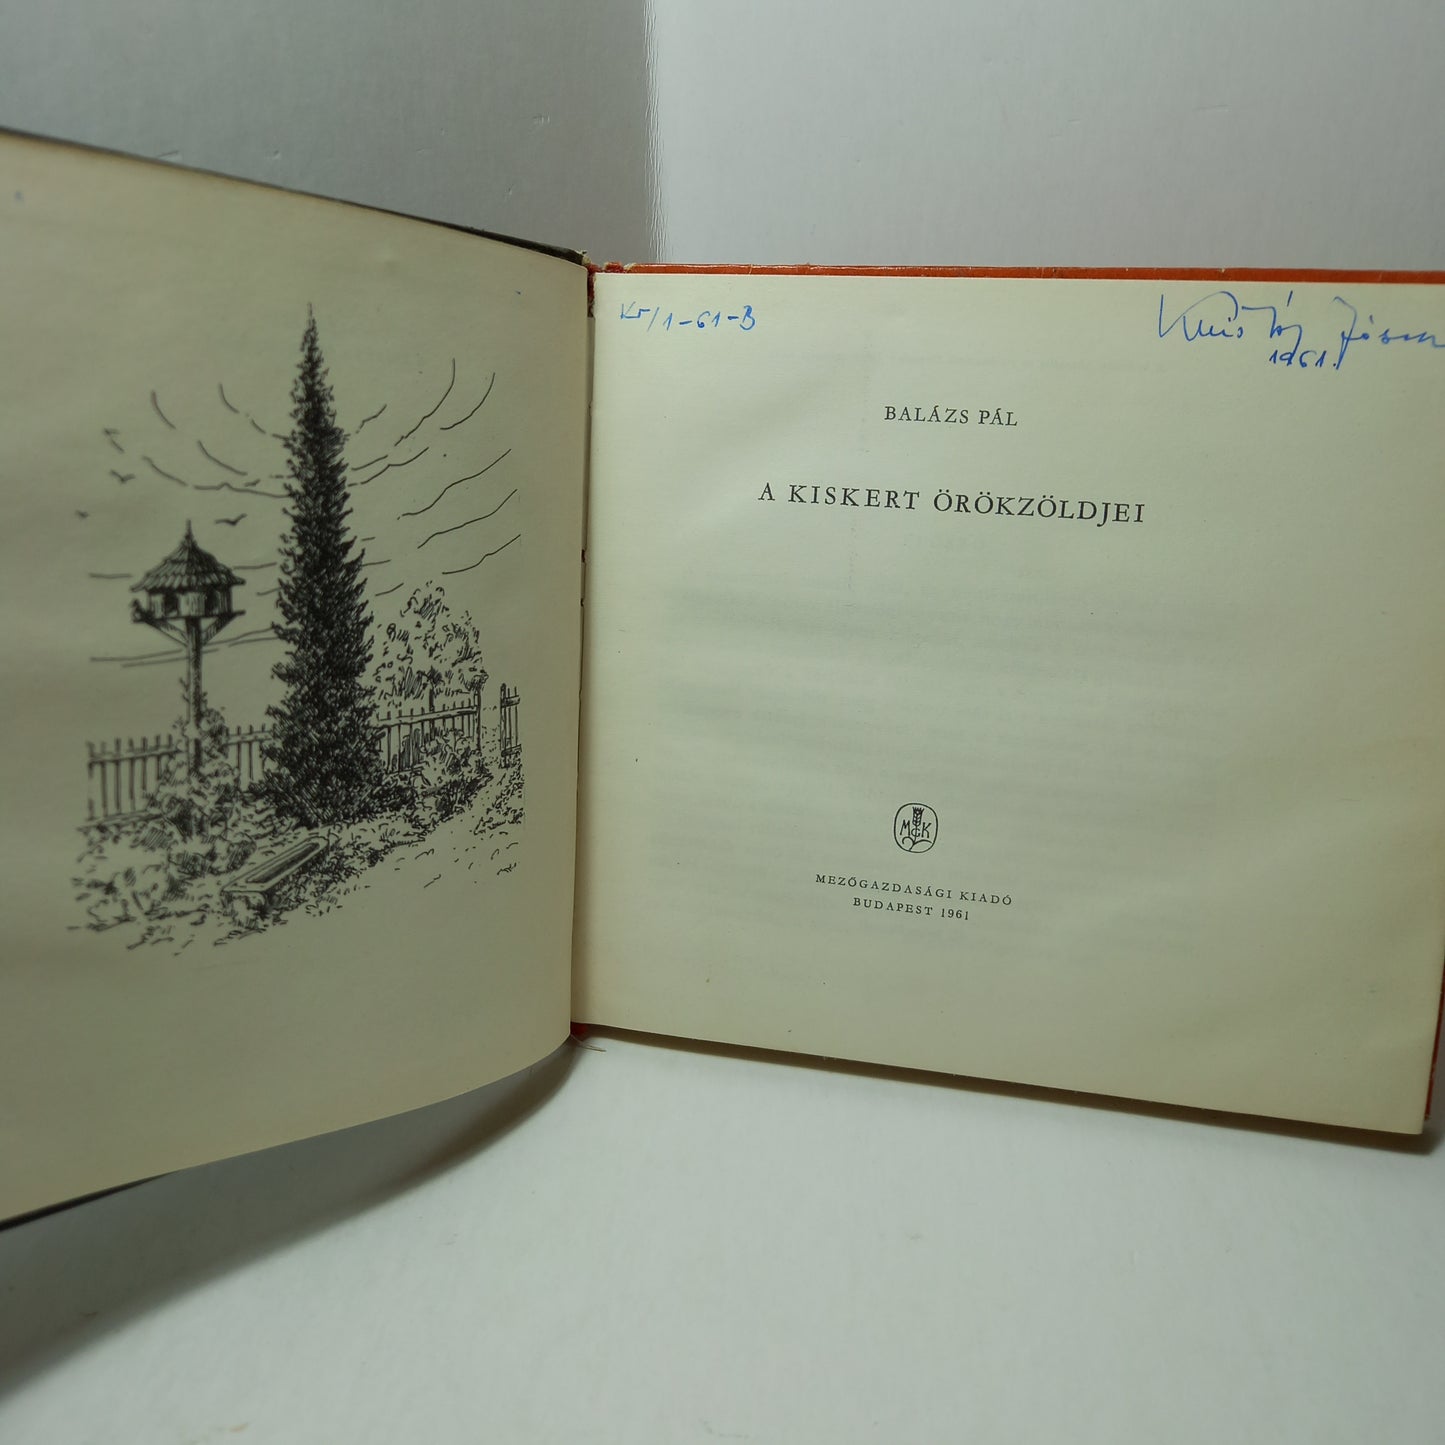 Kr/1-61-B
1961.
BALÁZS PÁL
A KISKERT ÖRÖKZÖLDJEI
MGK
MEZŐGAZDASÁGI KIADÓ
BUDAPEST 1961